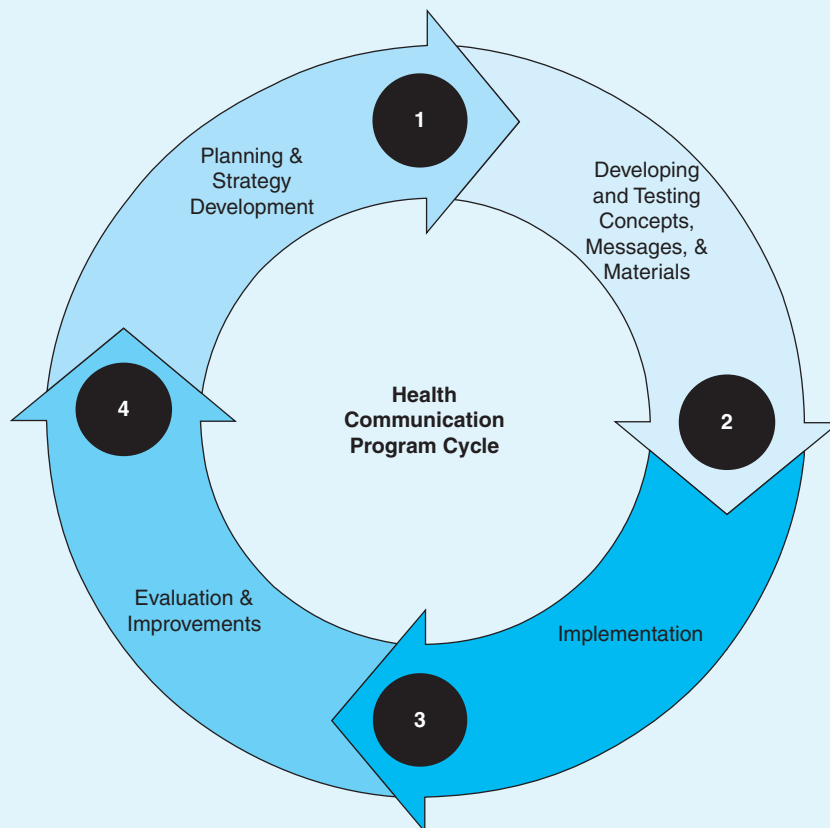 1
Planning &
Strategy
Development
Developing
and Testing
Concepts,
Messages, &
Materials
2
Implementation
3
Evaluation &
Improvements
4
Health
Communication
Program Cycle